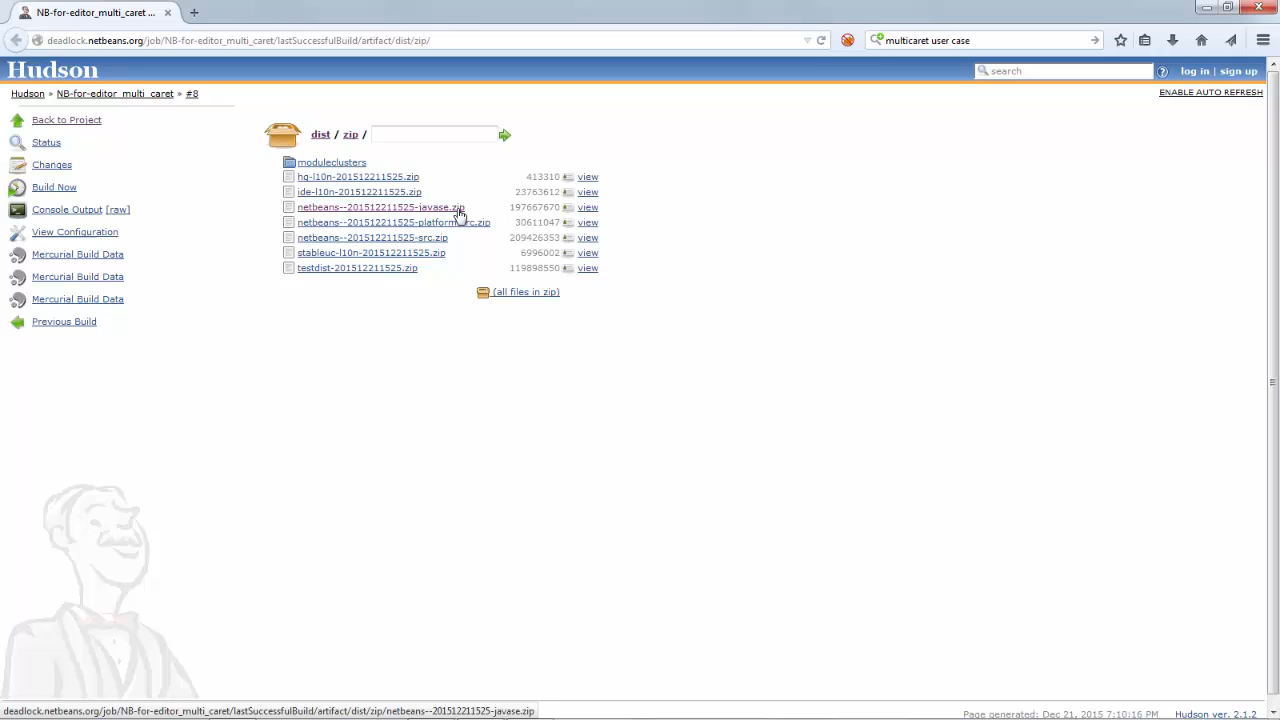 NB-for-editor_multi_caret ...
deadlock.netbeans.org/job/NB-for-editor_multi_caret/lastSuccessfulBuild/artifact/dist/zip/
multicaret user case
Hudson
search
log in | sign up
Hudson » NB-for-editor_multi_caret » #8
ENABLE AUTO REFRESH
Back to Project
Status
Changes
Build Now
Console Output [raw]
View Configuration
Mercurial Build Data
Mercurial Build Data
Mercurial Build Data
Previous Build
dist / zip /
moduleclusters
hg-l10n-201512211525.zip 413310 view
ide-l10n-201512211525.zip 23763612 view
netbeans--201512211525-javase.zip 197667670 view
netbeans--201512211525-platform-src.zip 30611047 view
netbeans--201512211525-src.zip 209426353 view
stableuc-l10n-201512211525.zip 6996002 view
testdist-201512211525.zip 119898550 view
(all files in zip)
deadlock.netbeans.org/job/NB-for-editor_multi_caret/lastSuccessfulBuild/artifact/dist/zip/netbeans--201512211525-javase.zip
Page generated: Dec 21, 2015 7:10:16 PM Hudson ver. 2.1.2